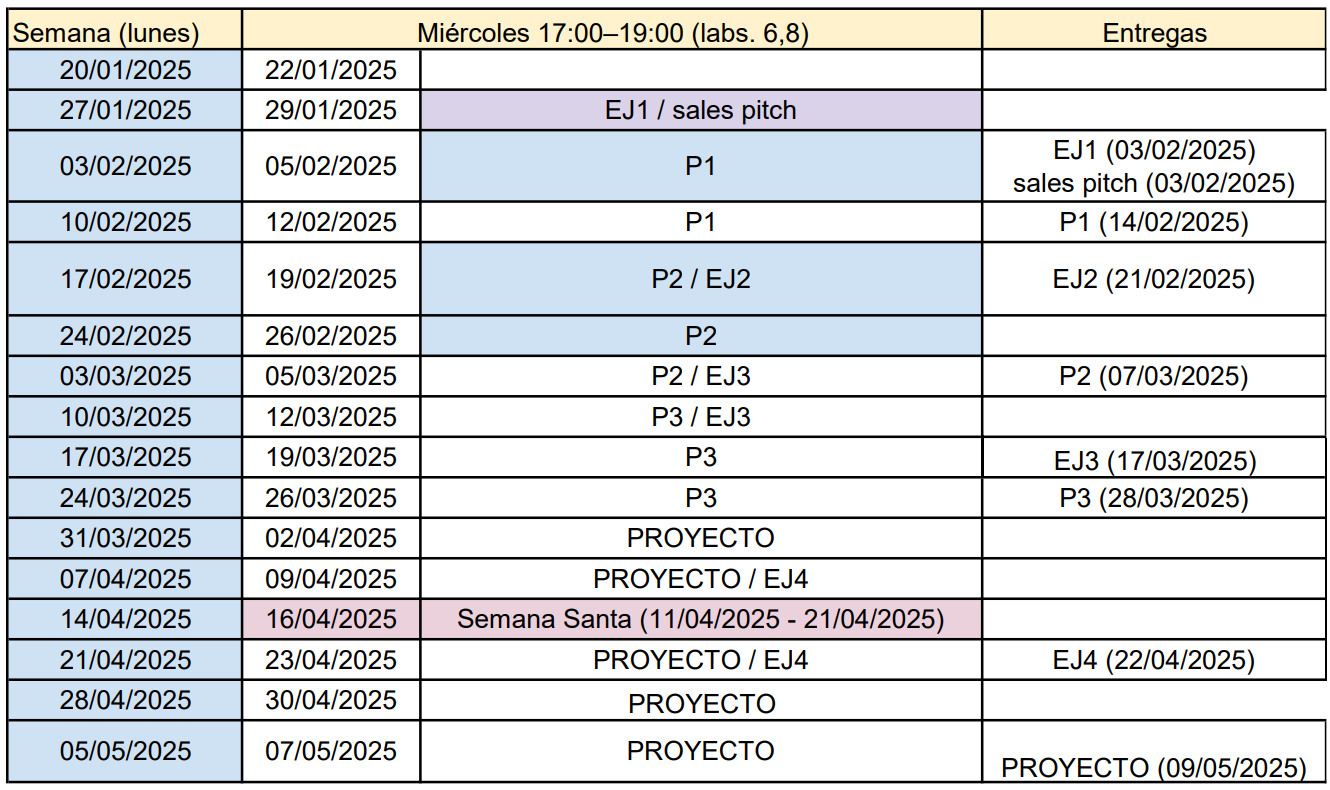 Semana (lunes) Miércoles 17:00–19:00 (labs. 6,8) Entregas
20/01/2025 22/01/2025
27/01/2025 29/01/2025 EJ1 / sales pitch
03/02/2025 05/02/2025 P1 EJ1 (03/02/2025)
sales pitch (03/02/2025)
10/02/2025 12/02/2025 P1 P1 (14/02/2025)
17/02/2025 19/02/2025 P2 / EJ2 EJ2 (21/02/2025)
24/02/2025 26/02/2025 P2
03/03/2025 05/03/2025 P2 / EJ3 P2 (07/03/2025)
10/03/2025 12/03/2025 P3 / EJ3
17/03/2025 19/03/2025 P3 EJ3 (17/03/2025)
24/03/2025 26/03/2025 P3 P3 (28/03/2025)
31/03/2025 02/04/2025 PROYECTO
07/04/2025 09/04/2025 PROYECTO / EJ4
14/04/2025 16/04/2025 Semana Santa (11/04/2025 - 21/04/2025)
21/04/2025 23/04/2025 PROYECTO / EJ4 EJ4 (22/04/2025)
28/04/2025 30/04/2025 PROYECTO
05/05/2025 07/05/2025 PROYECTO PROYECTO (09/05/2025)